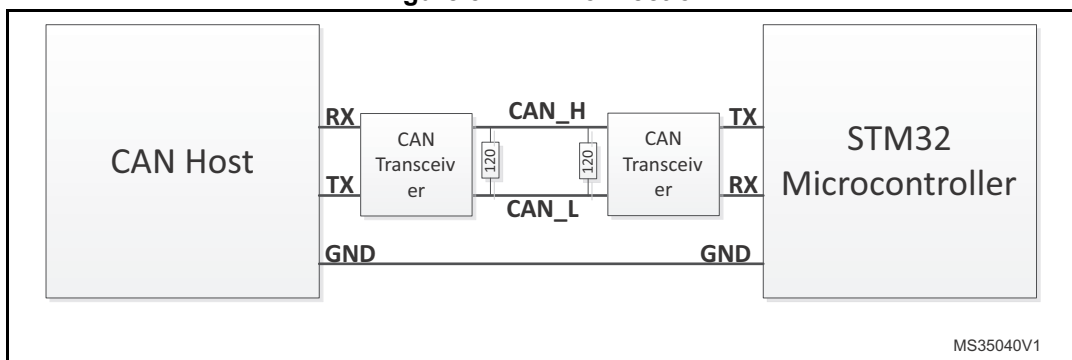 CAN Host
RX
TX
GND
CAN
Transceiv
er
CAN_H
120
120
CAN_L
CAN
Transceiv
er
TX
RX
GND
STM32
Microcontroller
MS35040V1